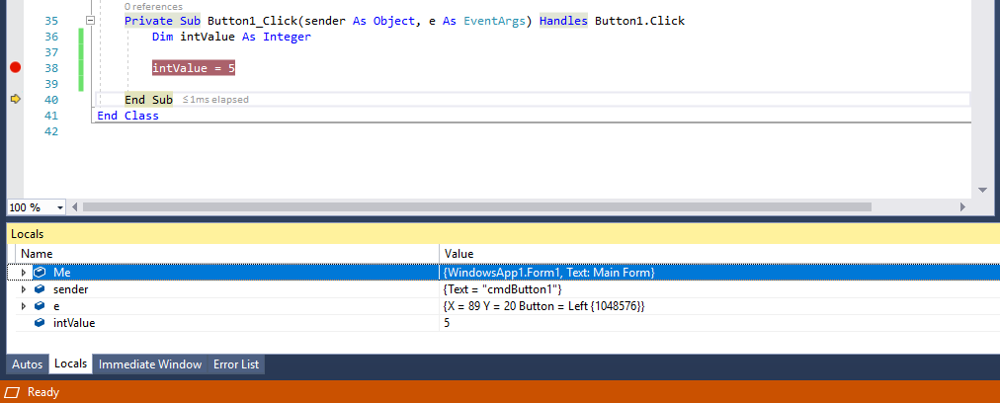 0 references
35 Private Sub Button1_Click(sender As Object, e As EventArgs) Handles Button1.Click
36 Dim intValue As Integer
37
38 intValue = 5
39
40 End Sub ≤ 1ms elapsed
41 End Class
42
100 %
Locals
Name Value
Me {WindowsApp1.Form1, Text: Main Form}
sender {Text = "cmdButton1"}
e {X = 89 Y = 20 Button = Left {1048576}}
intValue 5
Autos Locals Immediate Window Error List
Ready